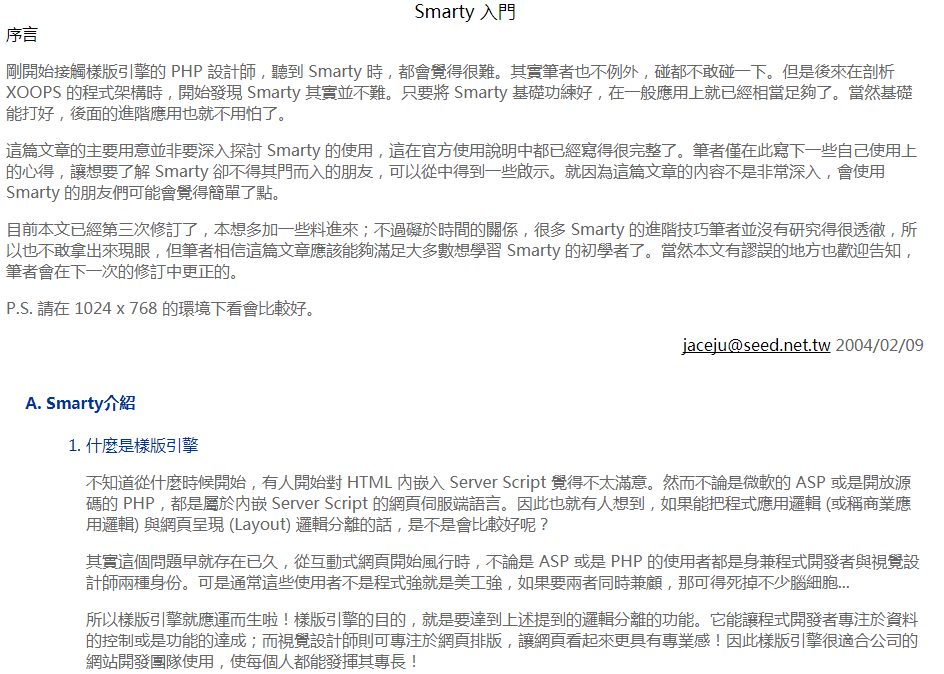 Smarty 入門
序言
剛開始接觸樣版引擎的 PHP 設計師，聽到 Smarty 時，都會覺得很難。其實筆者也不例外，碰都不敢碰一下。但是後來在剖析
XOOPS 的程式架構時，開始發現 Smarty 其實並不難。只要將 Smarty 基礎功練好，在一般應用上就已經相當足夠了。當然基礎
能打好，後面的進階應用也就不用怕了。
這篇文章的主要用意並非要深入探討 Smarty 的使用，這在官方使用說明中都已經寫得很完整了。筆者僅在此寫下一些自己使用上
的心得，讓想要了解 Smarty 卻不得其門而入的朋友，可以從中得到一些啟示。就因為這篇文章的內容不是非常深入，會使用
Smarty 的朋友們可能會覺得簡單了點。
目前本文已經第三次修訂了，本想多加一些料進來；不過礙於時間的關係，很多 Smarty 的進階技巧筆者並沒有研究得很透徹，所
以也不敢拿出來現眼，但筆者相信這篇文章應該能夠滿足大多數想學習 Smarty 的初學者了。當然本文有謬誤的地方也歡迎告知，
筆者會在下一次的修訂中更正的。
P.S. 請在 1024 x 768 的環境下看會比較好。
jaceju@seed.net.tw 2004/02/09
A. Smarty介紹
1. 什麼是樣版引擎
不知道從什麼時候開始，有人開始對 HTML 內嵌入 Server Script 覺得不太滿意。然而不論是微軟的 ASP 或是開放源
碼的 PHP，都是屬於內嵌 Server Script 的網頁伺服端語言。因此也就有人想到，如果能把程式應用邏輯 (或稱商業應
用邏輯) 與網頁呈現 (Layout) 邏輯分離的話，是不是會比較好呢？
其實這個問題早就存在已久，從互動式網頁開始風行時，不論是 ASP 或是 PHP 的使用者都是身兼程式開發者與視覺設
計師兩種身份。可是通常這些使用者不是程式強就是美工強，如果要兩者同時兼顧，那可得死掉不少腦細胞...
所以樣版引擎就應運而生啦！樣版引擎的目的，就是要達到上述提到的邏輯分離的功能。它能讓程式開發者專注於資料
的控制或是功能的達成；而視覺設計師則可專注於網頁排版，讓網頁看起來更具有專業感！因此樣版引擎很適合公司的
網站開發團隊使用，使每個人都能發揮其專長！